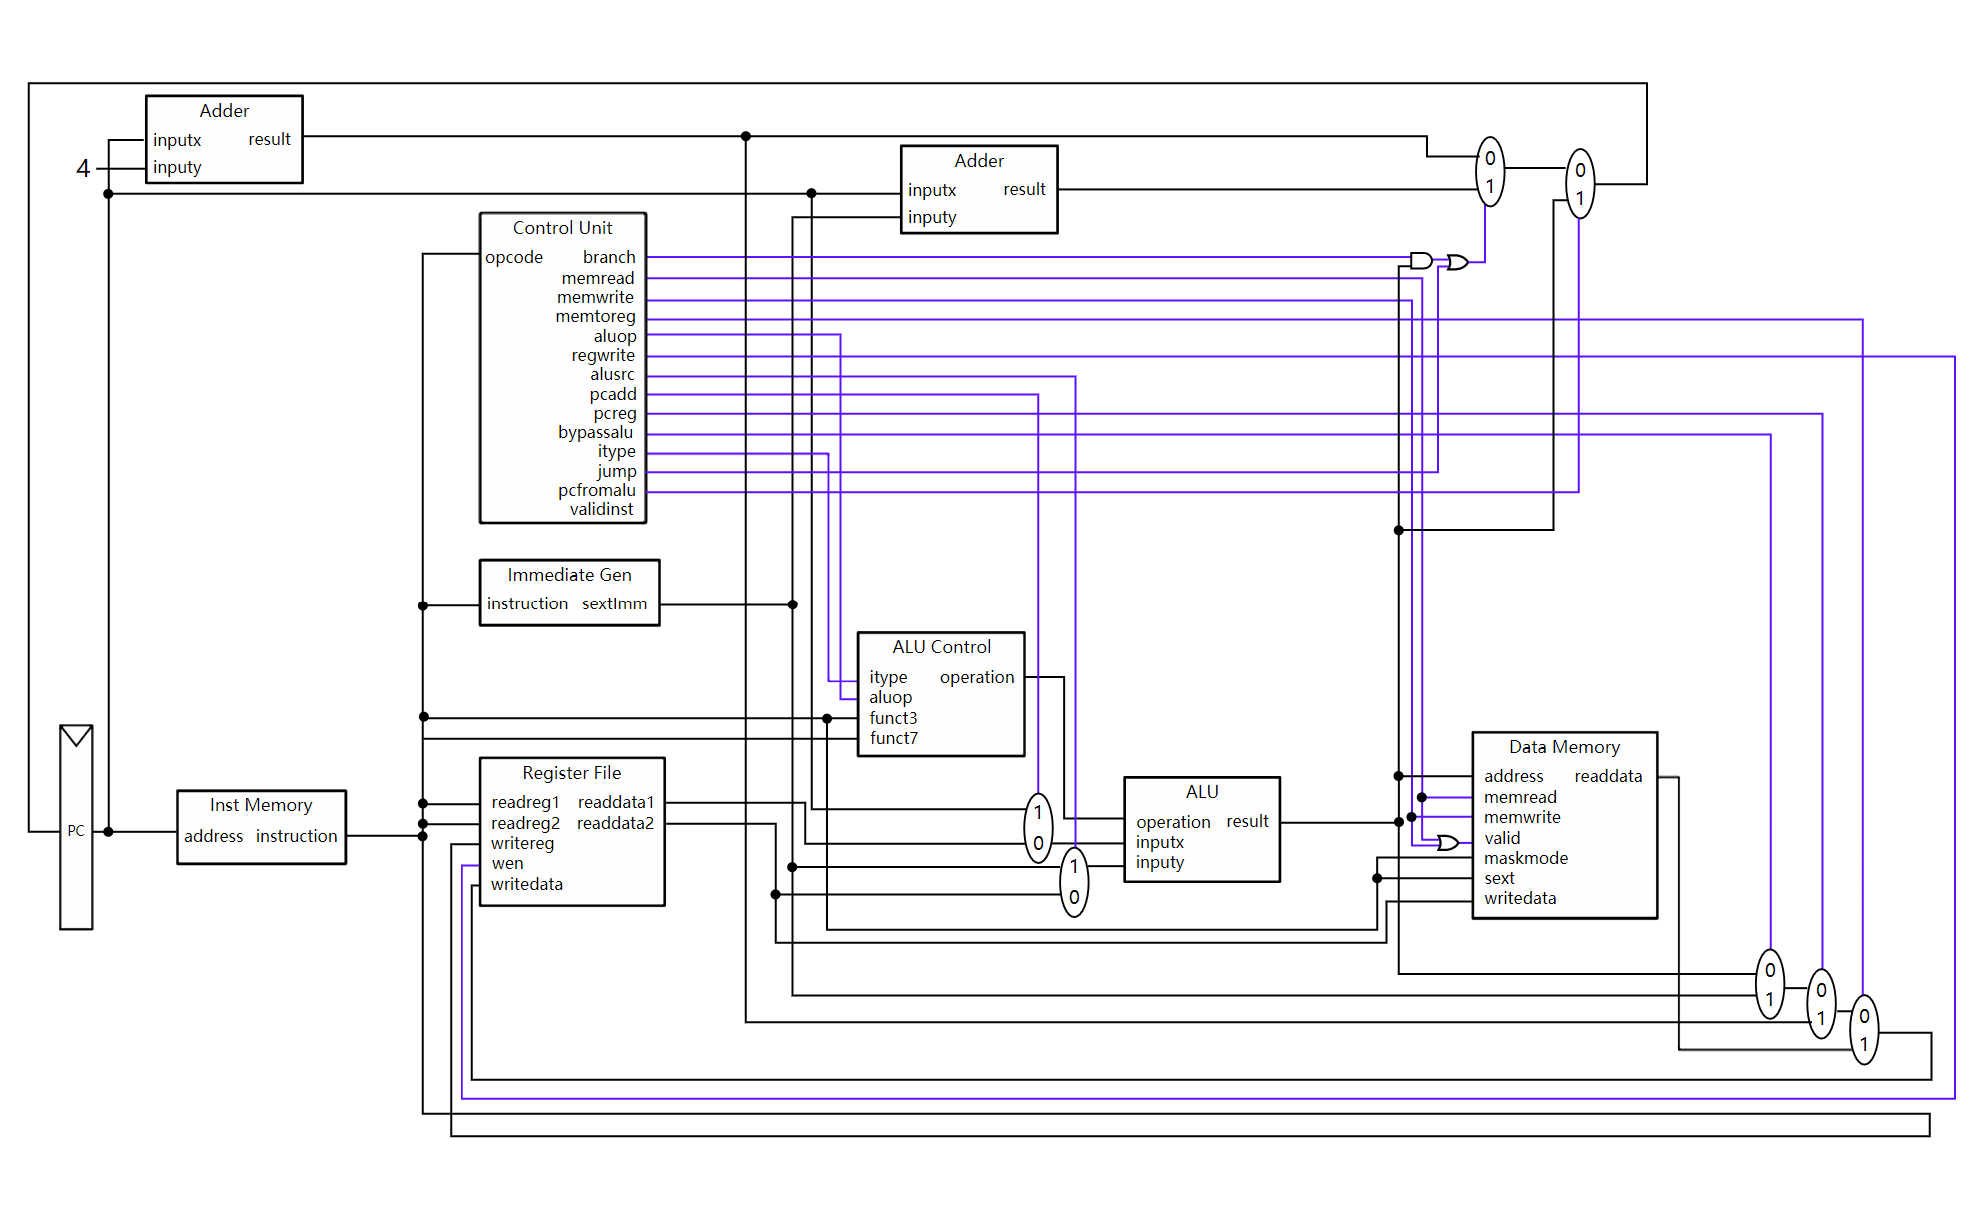 Adder
inputx result
4
inputy
Adder
inputx result
inputy
0
1
0
1
Control Unit
opcode branch
memread
memwrite
memtoreg
aluop
regwrite
alusrc
pcadd
pcreg
bypassalu
itype
jump
pcfromalu
validinst
Immediate Gen
instruction sextImm
ALU Control
itype operation
aluop
funct3
funct7
PC
Inst Memory
address instruction
Register File
readreg1 readdata1
readreg2 readdata2
writereg
wen
writedata
1
0
1
0
ALU
operation result
inputx
inputy
Data Memory
address readdata
memread
memwrite
valid
maskmode
sext
writedata
0
1
0
1
0
1